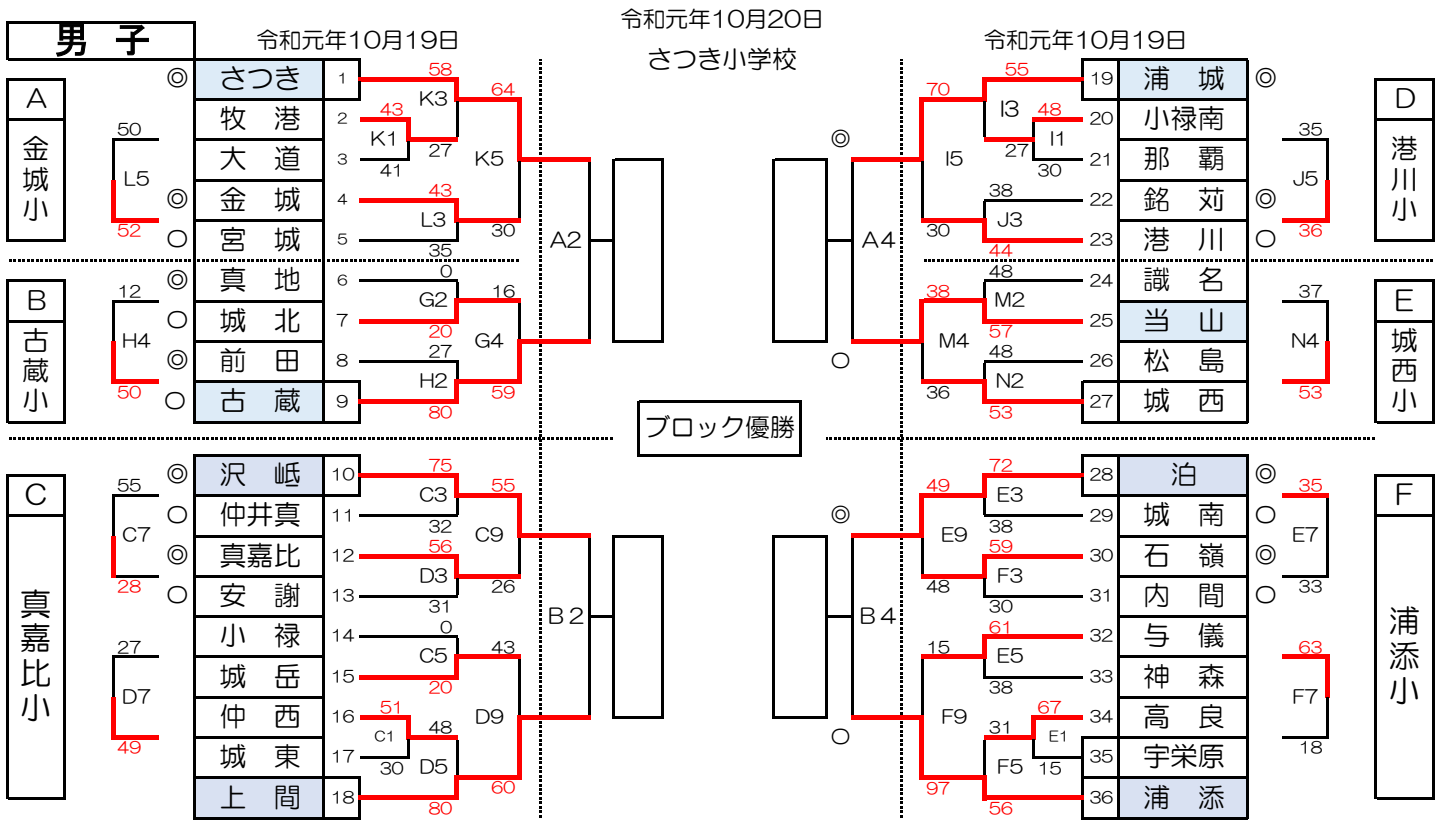 男 子
令和元年10月19日
令和元年10月20日
さつき小学校
令和元年10月19日
A
金城小
50
L5
52
◎
◎
○
さつき 1
牧 港 2
大 道 3
金 城 4
宮 城 5
58
K3
43
K1
41
27
43
L3
35
64
K5
30
B
古蔵小
12
H4
50
◎
○
◎
○
真 地 6
城 北 7
前 田 8
古 蔵 9
0
G2
20
27
H2
80
16
G4
59
A2
C
真嘉比小
55
C7
28
27
D7
49
◎
○
◎
○
沢 岻 10
仲井真 11
真嘉比 12
安 謝 13
小 禄 14
城 岳 15
仲 西 16
城 東 17
上 間 18
75
C3
32
56
D3
31
0
C5
20
51
C1
30
48
D5
80
55
C9
26
43
D9
60
B2
ブロック優勝
◎
A4
○
70
I5
30
55
I3
27
48
I1
30
38
J3
44
19 浦 城
20 小禄南
21 那 覇
22 銘 苅
23 港 川
◎
◎
○
35
J5
36
D
港川小
38
M4
36
48
M2
57
48
N2
53
24 識 名
25 当 山
26 松 島
27 城 西
37
N4
53
E
城西小
◎
B4
○
49
E9
48
15
F9
97
72
E3
38
59
F3
30
61
E5
38
67
E1
15
31
F5
56
28 泊
29 城 南
30 石 嶺
31 内 間
32 与 儀
33 神 森
34 高 良
35 宇栄原
36 浦 添
◎
○
◎
○
35
E7
33
63
F7
18
F
浦添小